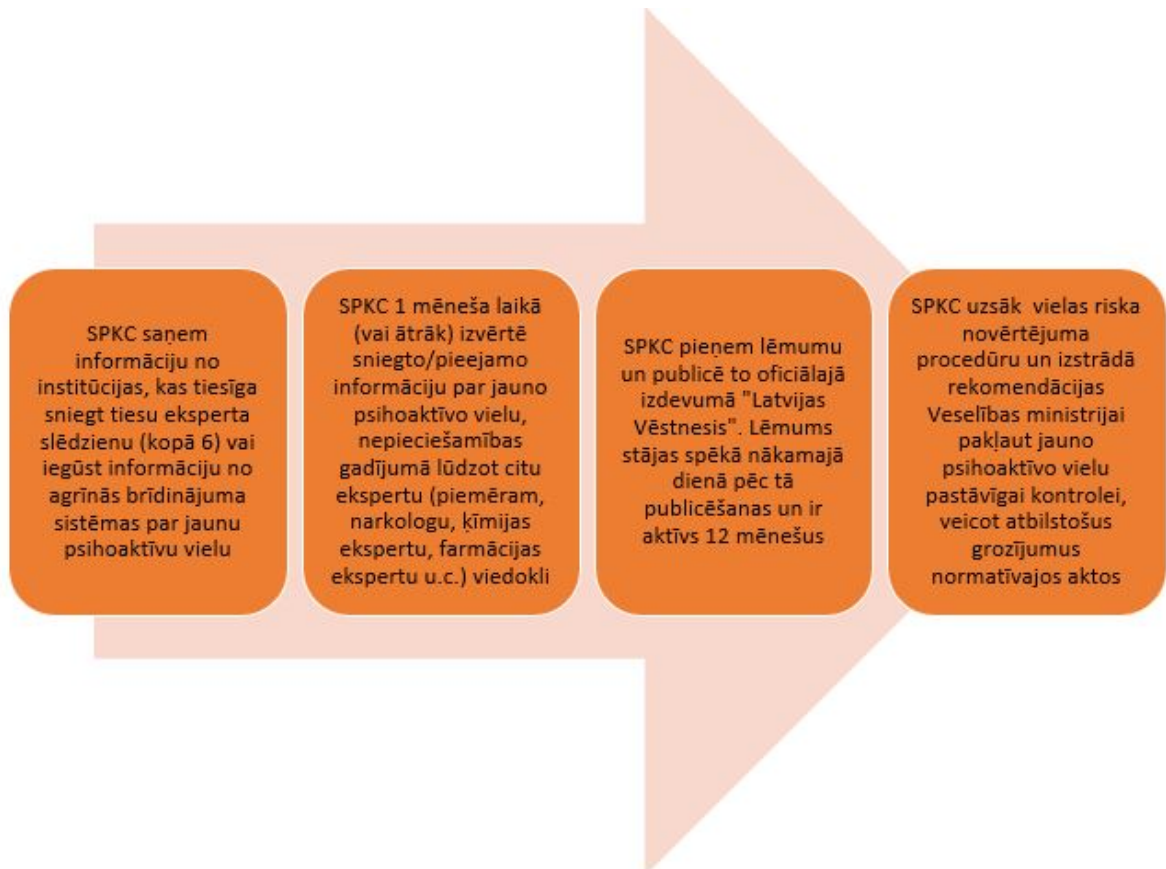 SPKC saņem
informāciju no
institūcijas, kas tiesīga
sniegt tiesu eksperta
slēdzienu (kopā 6) vai
iegūst informāciju no
agrīnās brīdinājuma
sistēmas par jaunu
psihoaktīvu vielu
SPKC 1 mēneša laikā
(vai ātrāk) izvērtē
sniegto/pieejamo
informāciju par jauno
psihoaktīvo vielu,
nepieciešamības
gadījumā lūdzot citu
ekspertu (piemēram,
narkologu, ķīmijas
ekspertu, farmācijas
ekspertu u.c.) viedokli
SPKC pieņem lēmumu
un publicē to oficiālajā
izdevumā "Latvijas
Vēstnesis". Lēmums
stājas spēkā nākamajā
dienā pēc tā
publicēšanas un ir
aktīvs 12 mēnešus
SPKC uzsāk  vielas riska
novērtējuma
procedūru un izstrādā
rekomendācijas
Veselības ministrijai
pakļaut jauno
psihoaktīvo vielu
pastāvīgai kontrolei,
veicot atbilstošus
grozījumus
normatīvajos aktos